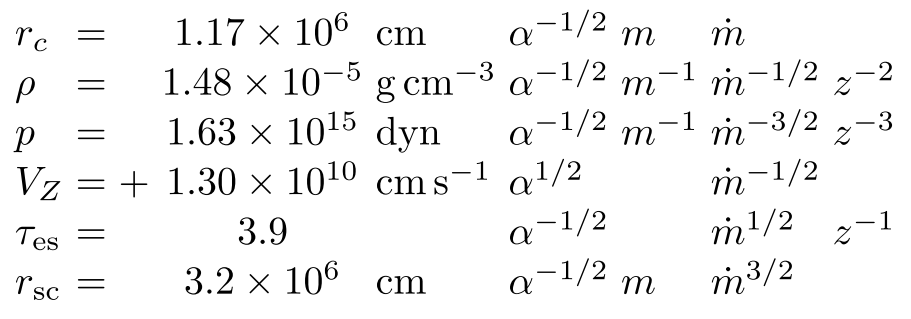 r_c = 1.17 × 10^6 cm α^{−1/2} m ṁ
ρ = 1.48 × 10^{−5} g cm^{−3} α^{−1/2} m^{−1} ṁ^{−1/2} z^{−2}
p = 1.63 × 10^{15} dyn α^{−1/2} m^{−1} ṁ^{−3/2} z^{−3}
V_Z = + 1.30 × 10^{10} cm s^{−1} α^{1/2} ṁ^{−1/2}
τ_es = 3.9 α^{−1/2} ṁ^{1/2} z^{−1}
r_sc = 3.2 × 10^6 cm α^{−1/2} m ṁ^{3/2}